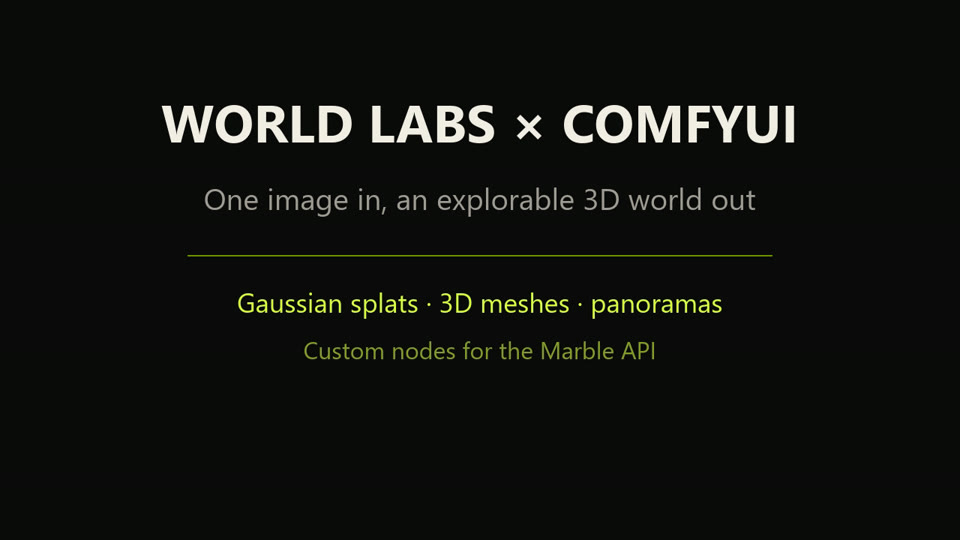 WORLD LABS × COMFYUI
One image in, an explorable 3D world out
Gaussian splats · 3D meshes · panoramas
Custom nodes for the Marble API